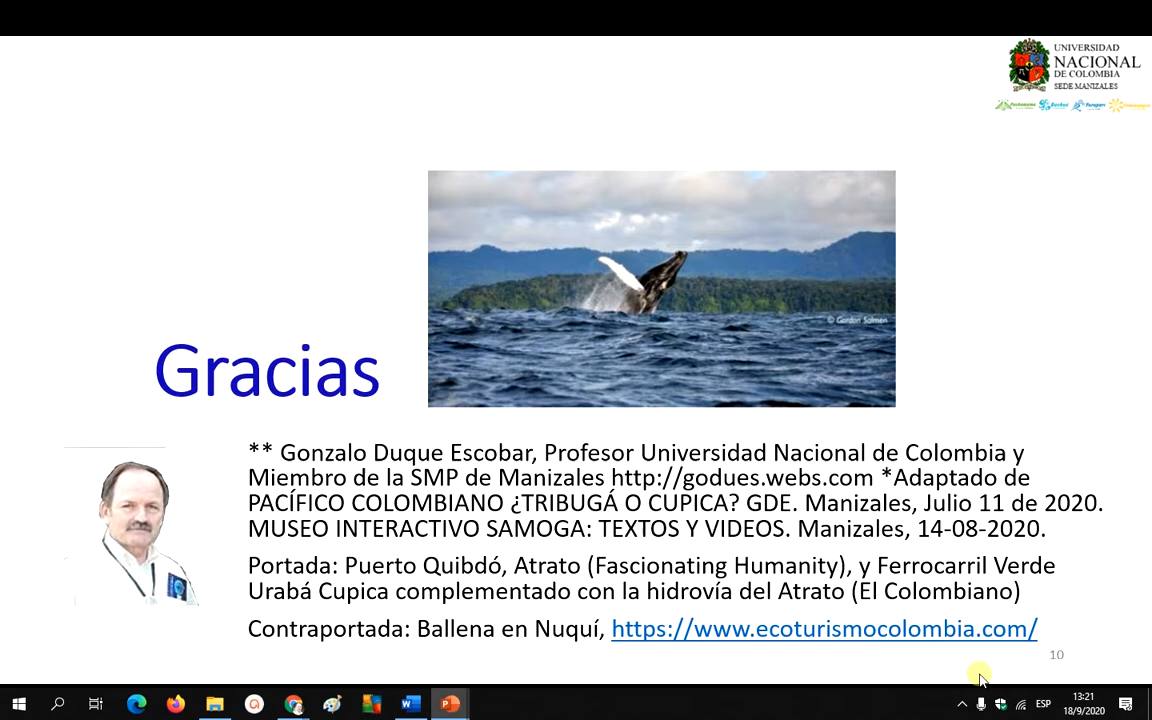 UNIVERSIDAD
NACIONAL
DE COLOMBIA
SEDE MANIZALES
© Gordon Salmen
Gracias
** Gonzalo Duque Escobar, Profesor Universidad Nacional de Colombia y
Miembro de la SMP de Manizales http://godues.webs.com *Adaptado de
PACÍFICO COLOMBIANO ¿TRIBUGÁ O CUPICA? GDE. Manizales, Julio 11 de 2020.
MUSEO INTERACTIVO SAMOGA: TEXTOS Y VIDEOS. Manizales, 14-08-2020.
Portada: Puerto Quibdó, Atrato (Fascionating Humanity), y Ferrocarril Verde
Urabá Cupica complementado con la hidrovía del Atrato (El Colombiano)
Contraportada: Ballena en Nuquí, https://www.ecoturismocolombia.com/
10
ESP
13:21
18/9/2020